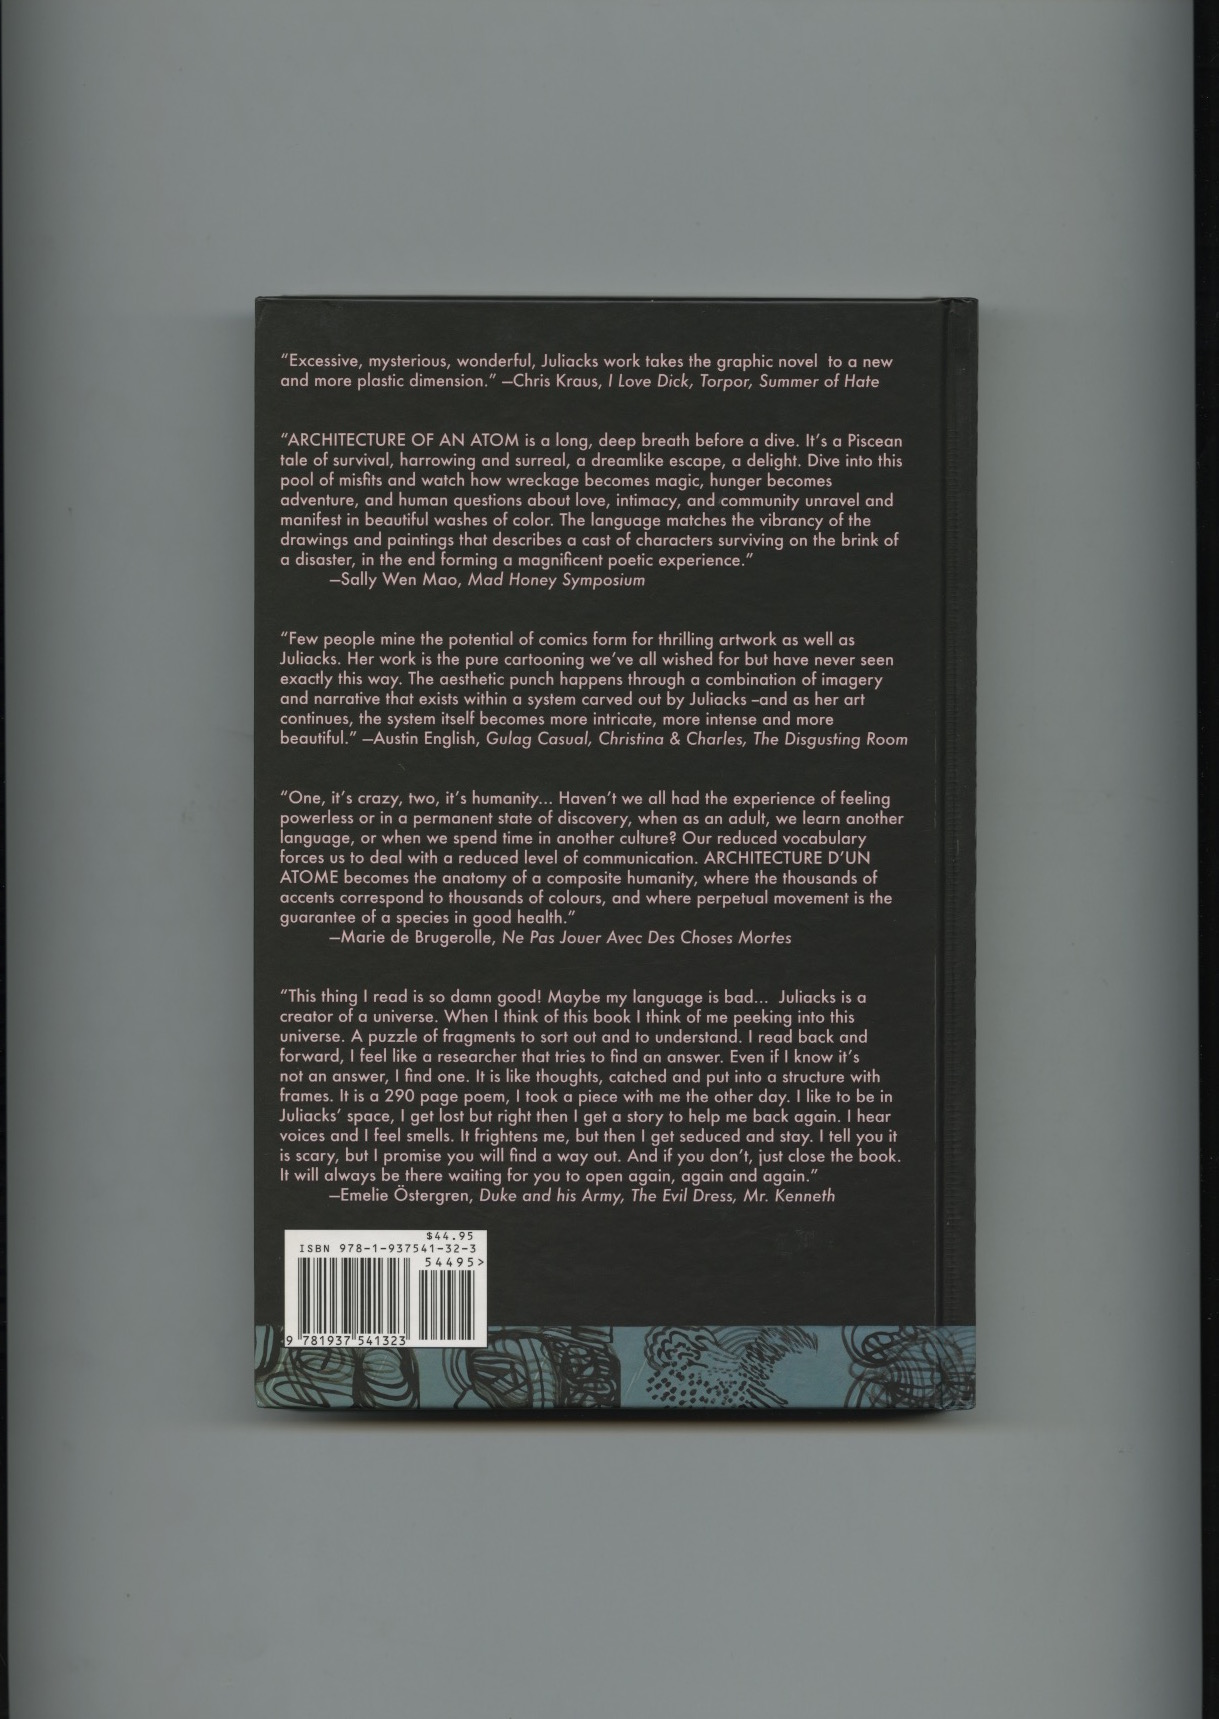 “Excessive, mysterious, wonderful, Juliacks work takes the graphic novel  to a new
and more plastic dimension.” —Chris Kraus, I Love Dick, Torpor, Summer of Hate
“ARCHITECTURE OF AN ATOM is a long, deep breath before a dive. It’s a Piscean
tale of survival, harrowing and surreal, a dreamlike escape, a delight. Dive into this
pool of misfits and watch how wreckage becomes magic, hunger becomes
adventure, and human questions about love, intimacy, and community unravel and
manifest in beautiful washes of color. The language matches the vibrancy of the
drawings and paintings that describes a cast of characters surviving on the brink of
a disaster, in the end forming a magnificent poetic experience.”
—Sally Wen Mao, Mad Honey Symposium
“Few people mine the potential of comics form for thrilling artwork as well as
Juliacks. Her work is the pure cartooning we’ve all wished for but have never seen
exactly this way. The aesthetic punch happens through a combination of imagery
and narrative that exists within a system carved out by Juliacks –and as her art
continues, the system itself becomes more intricate, more intense and more
beautiful.” —Austin English, Gulag Casual, Christina & Charles, The Disgusting Room
“One, it’s crazy, two, it’s humanity... Haven’t we all had the experience of feeling
powerless or in a permanent state of discovery, when as an adult, we learn another
language, or when we spend time in another culture? Our reduced vocabulary
forces us to deal with a reduced level of communication. ARCHITECTURE D’UN
ATOME becomes the anatomy of a composite humanity, where the thousands of
accents correspond to thousands of colours, and where perpetual movement is the
guarantee of a species in good health.”
—Marie de Brugerolle, Ne Pas Jouer Avec Des Choses Mortes
“This thing I read is so damn good! Maybe my language is bad...  Juliacks is a
creator of a universe. When I think of this book I think of me peeking into this
universe. A puzzle of fragments to sort out and to understand. I read back and
forward, I feel like a researcher that tries to find an answer. Even if I know it’s
not an answer, I find one. It is like thoughts, catched and put into a structure with
frames. It is a 290 page poem, I took a piece with me the other day. I like to be in
Juliacks’ space, I get lost but right then I get a story to help me back again. I hear
voices and I feel smells. It frightens me, but then I get seduced and stay. I tell you it
is scary, but I promise you will find a way out. And if you don’t, just close the book.
It will always be there waiting for you to open again, again and again.”
—Emelie Östergren, Duke and his Army, The Evil Dress, Mr. Kenneth
$44.95
ISBN 978-1-937541-32-3
54495>
9 781937 541323